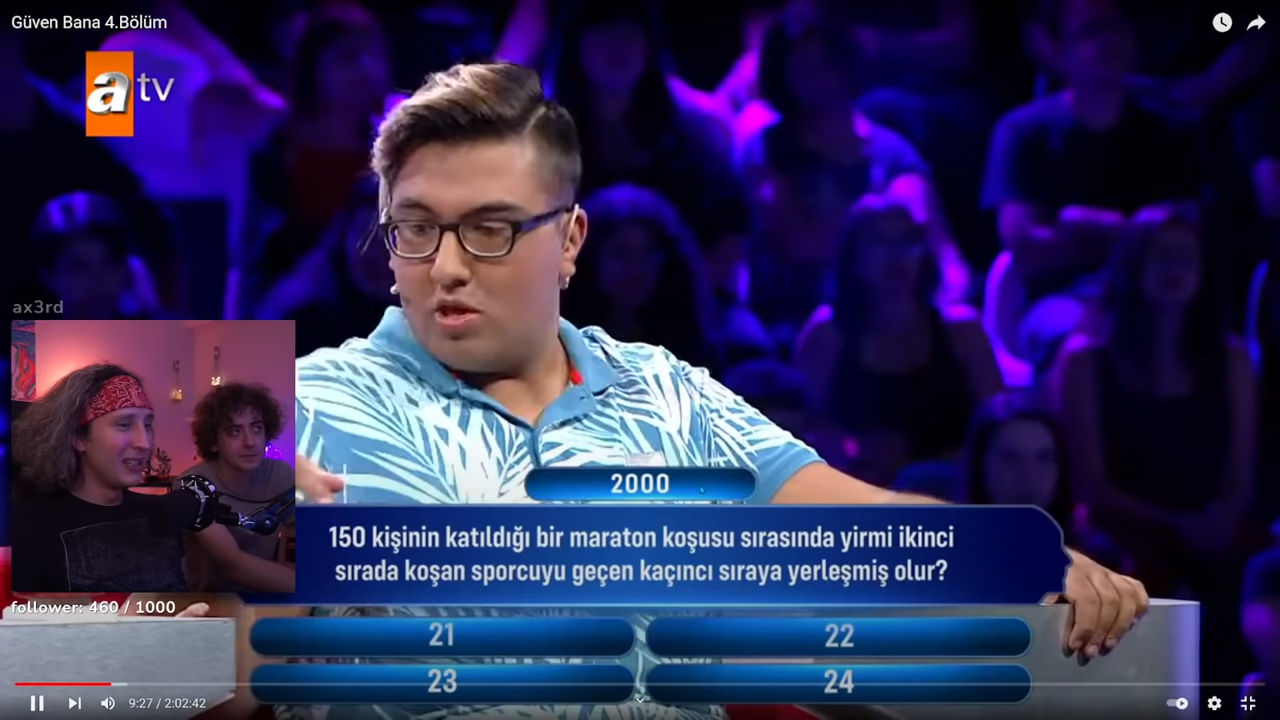 Güven Bana 4.Bölüm
a tv
ax3rd
2000
150 kişinin katıldığı bir maraton koşusu sırasında yirmi ikinci
sırada koşan sporcuyu geçen kaçıncı sıraya yerleşmiş olur?
follower: 460 / 1000
21
22
23
24
9:27 / 2:02:42